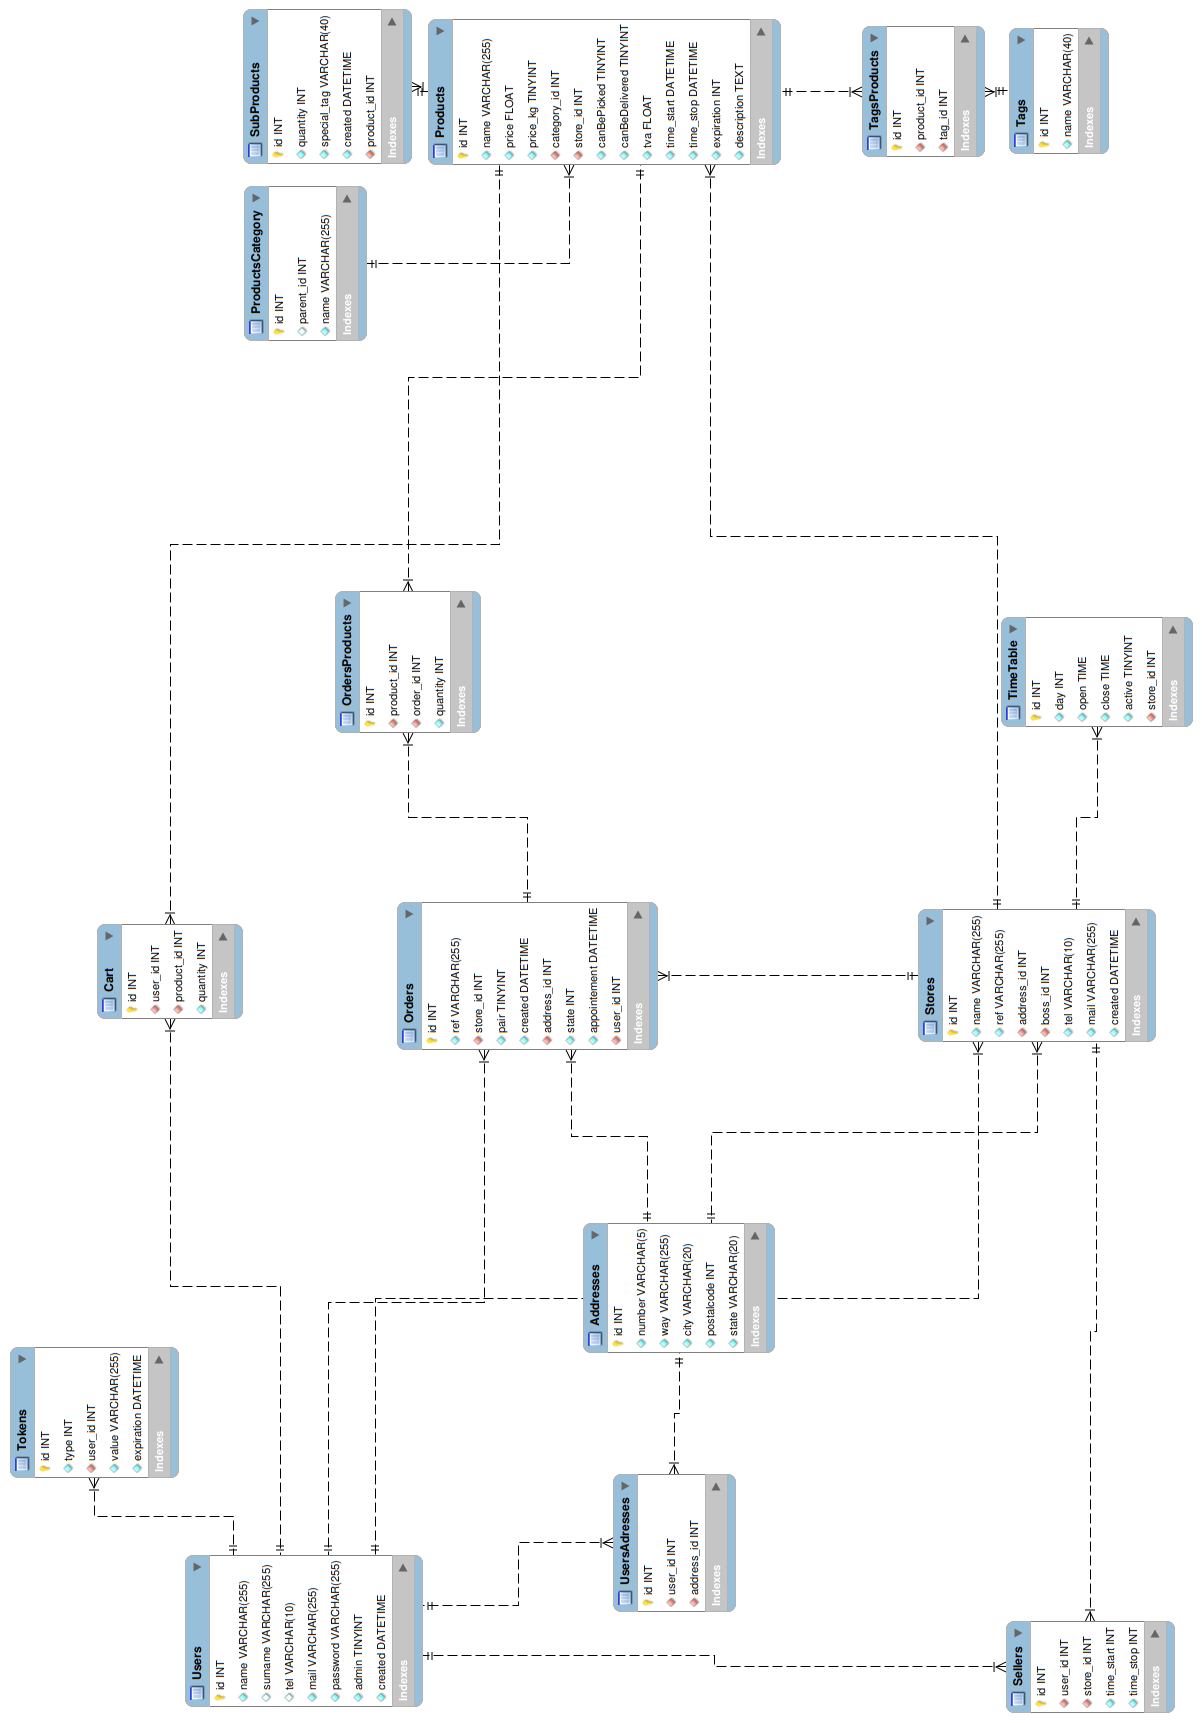 SubProducts
id INT
quantity INT
special_tag VARCHAR(40)
created DATETIME
product_id INT
Indexes
Products
id INT
name VARCHAR(255)
price FLOAT
price_kg TINYINT
category_id INT
store_id INT
canBePicked TINYINT
canBeDelivered TINYINT
tva FLOAT
time_start DATETIME
time_stop DATETIME
expiration INT
description TEXT
Indexes
TagsProducts
id INT
product_id INT
tag_id INT
Indexes
Tags
id INT
name VARCHAR(40)
Indexes
ProductsCategory
id INT
parent_id INT
name VARCHAR(255)
Indexes
OrdersProducts
id INT
product_id INT
order_id INT
quantity INT
Indexes
TimeTable
id INT
day INT
open TIME
close TIME
active TINYINT
store_id INT
Indexes
Cart
id INT
user_id INT
product_id INT
quantity INT
Indexes
Orders
id INT
ref VARCHAR(255)
store_id INT
pair TINYINT
created DATETIME
address_id INT
state INT
appointement DATETIME
user_id INT
Indexes
Stores
id INT
name VARCHAR(255)
ref VARCHAR(255)
address_id INT
boss_id INT
tel VARCHAR(10)
mail VARCHAR(255)
created DATETIME
Indexes
Addresses
id INT
number VARCHAR(5)
way VARCHAR(255)
city VARCHAR(20)
postalcode INT
state VARCHAR(20)
Indexes
Tokens
id INT
type INT
user_id INT
value VARCHAR(255)
expiration DATETIME
Indexes
UsersAdresses
id INT
user_id INT
address_id INT
Indexes
Users
id INT
name VARCHAR(255)
surname VARCHAR(255)
tel VARCHAR(10)
mail VARCHAR(255)
password VARCHAR(255)
admin TINYINT
created DATETIME
Indexes
Sellers
id INT
user_id INT
store_id INT
time_start INT
time_stop INT
Indexes